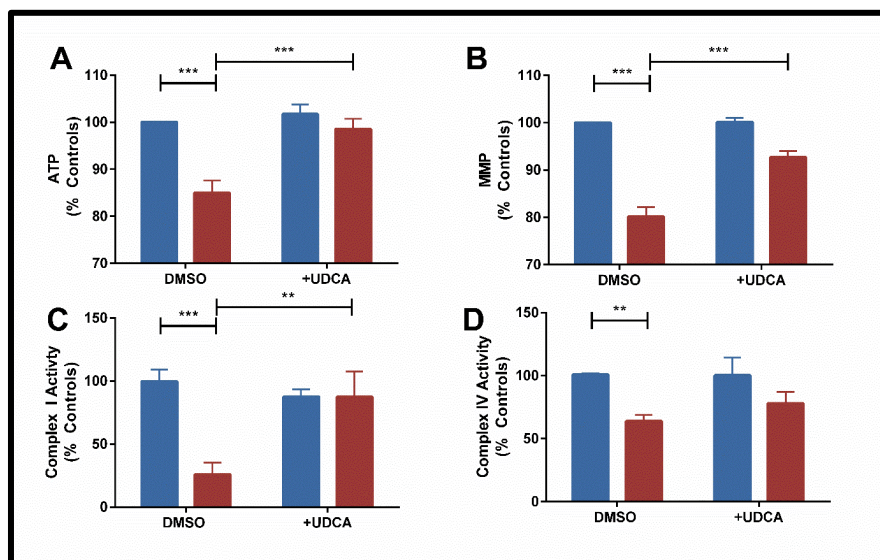 A
ATP
(% Controls)
110
100
90
80
70
***
***
DMSO
+UDCA
B
MMP
(% Controls)
110
100
90
80
70
***
***
DMSO
+UDCA
C
Complex I Activty
(% Controls)
150
100
50
0
***
**
DMSO
+UDCA
D
Complex IV Activity
(% Controls)
150
100
50
0
**
DMSO
+UDCA